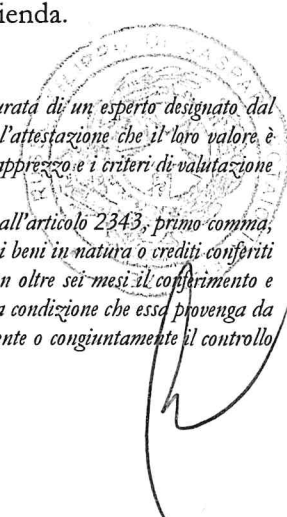 ienda.
urata di un esperto designato dal
l'attestazione che il loro valore è
apprezzo e i criteri di valutazione
all'articolo 2343, primo comma,
i beni in natura o crediti conferiti
n oltre sei mesi il conferimento e
a condizione che essa provenga da
nte o congiuntamente il controllo